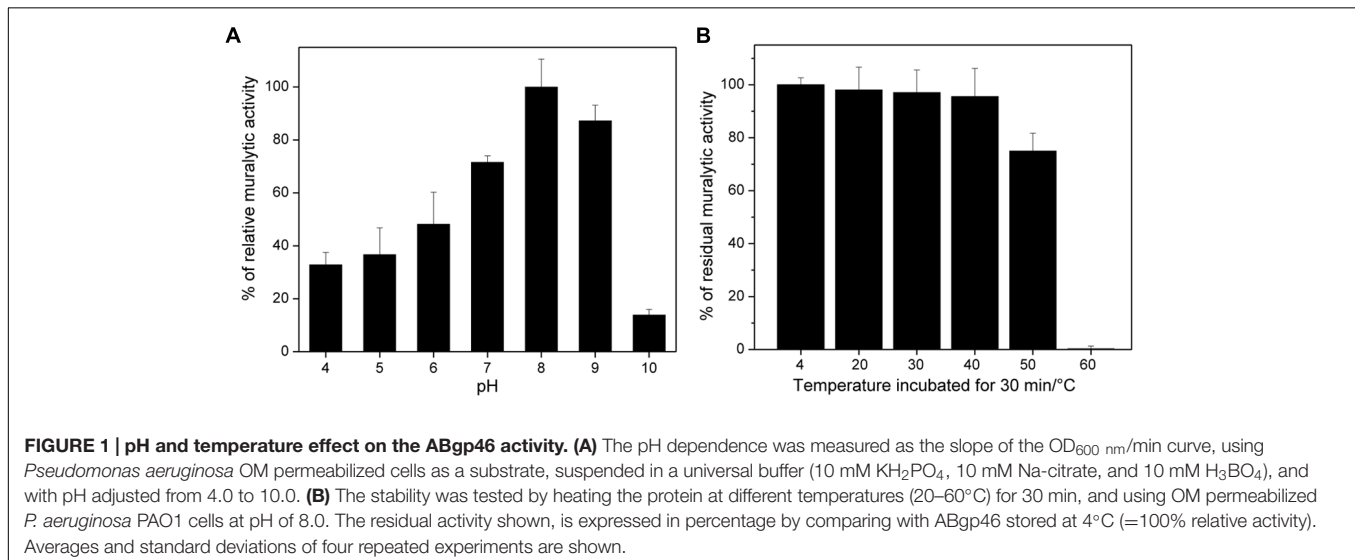 A
% of relative muralytic activity
100
80
60
40
20
0
4 5 6 7 8 9 10
pH
B
% of residual muralytic activity
100
80
60
40
20
0
4 20 30 40 50 60
Temperature incubated for 30 min/°C
FIGURE 1 | pH and temperature effect on the ABgp46 activity. (A) The pH dependence was measured as the slope of the OD600 nm/min curve, using
Pseudomonas aeruginosa OM permeabilized cells as a substrate, suspended in a universal buffer (10 mM KH2PO4, 10 mM Na-citrate, and 10 mM H3BO4), and
with pH adjusted from 4.0 to 10.0. (B) The stability was tested by heating the protein at different temperatures (20–60°C) for 30 min, and using OM permeabilized
P. aeruginosa PAO1 cells at pH of 8.0. The residual activity shown, is expressed in percentage by comparing with ABgp46 stored at 4°C (=100% relative activity).
Averages and standard deviations of four repeated experiments are shown.